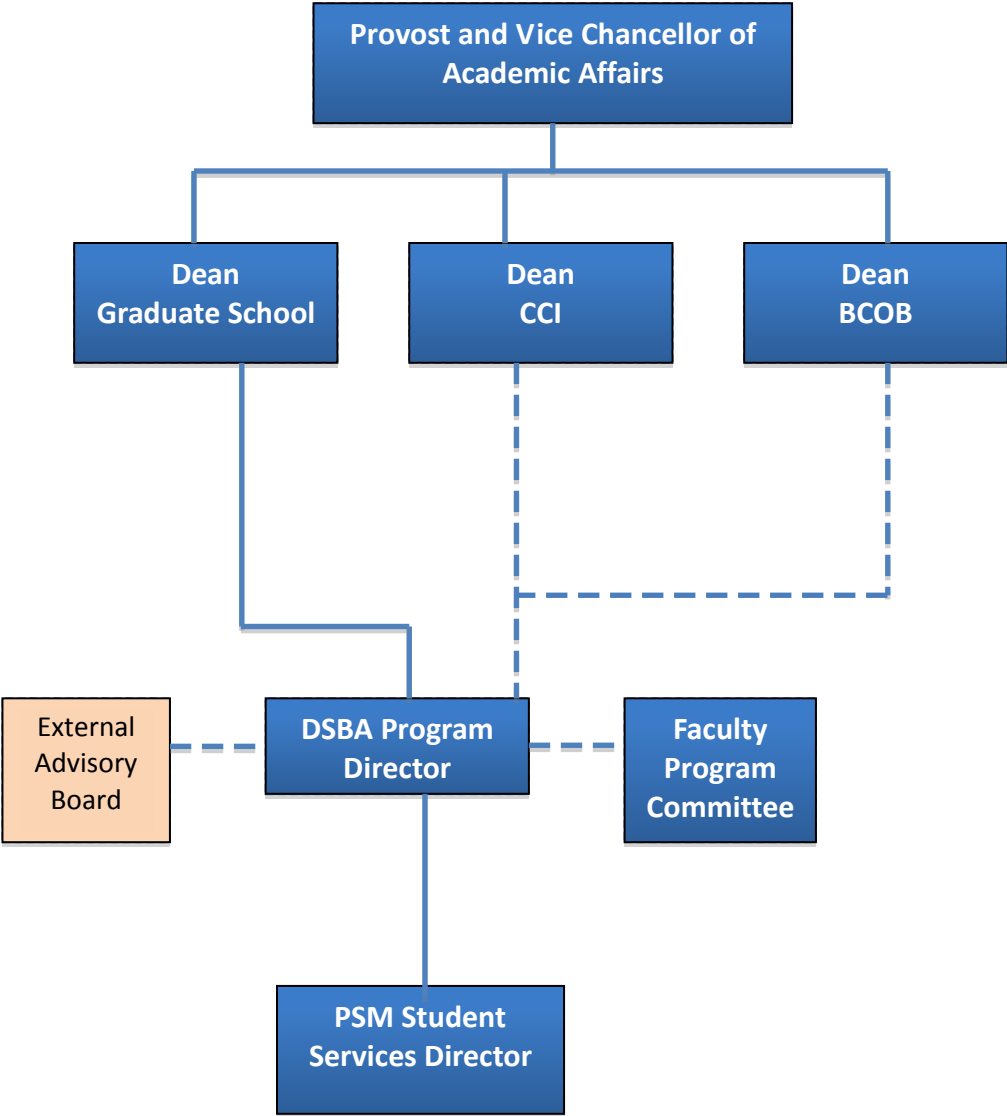 Provost and Vice Chancellor of
Academic Affairs
Dean
Graduate School
Dean
CCI
Dean
BCOB
External
Advisory
Board
DSBA Program
Director
Faculty
Program
Committee
PSM Student
Services Director